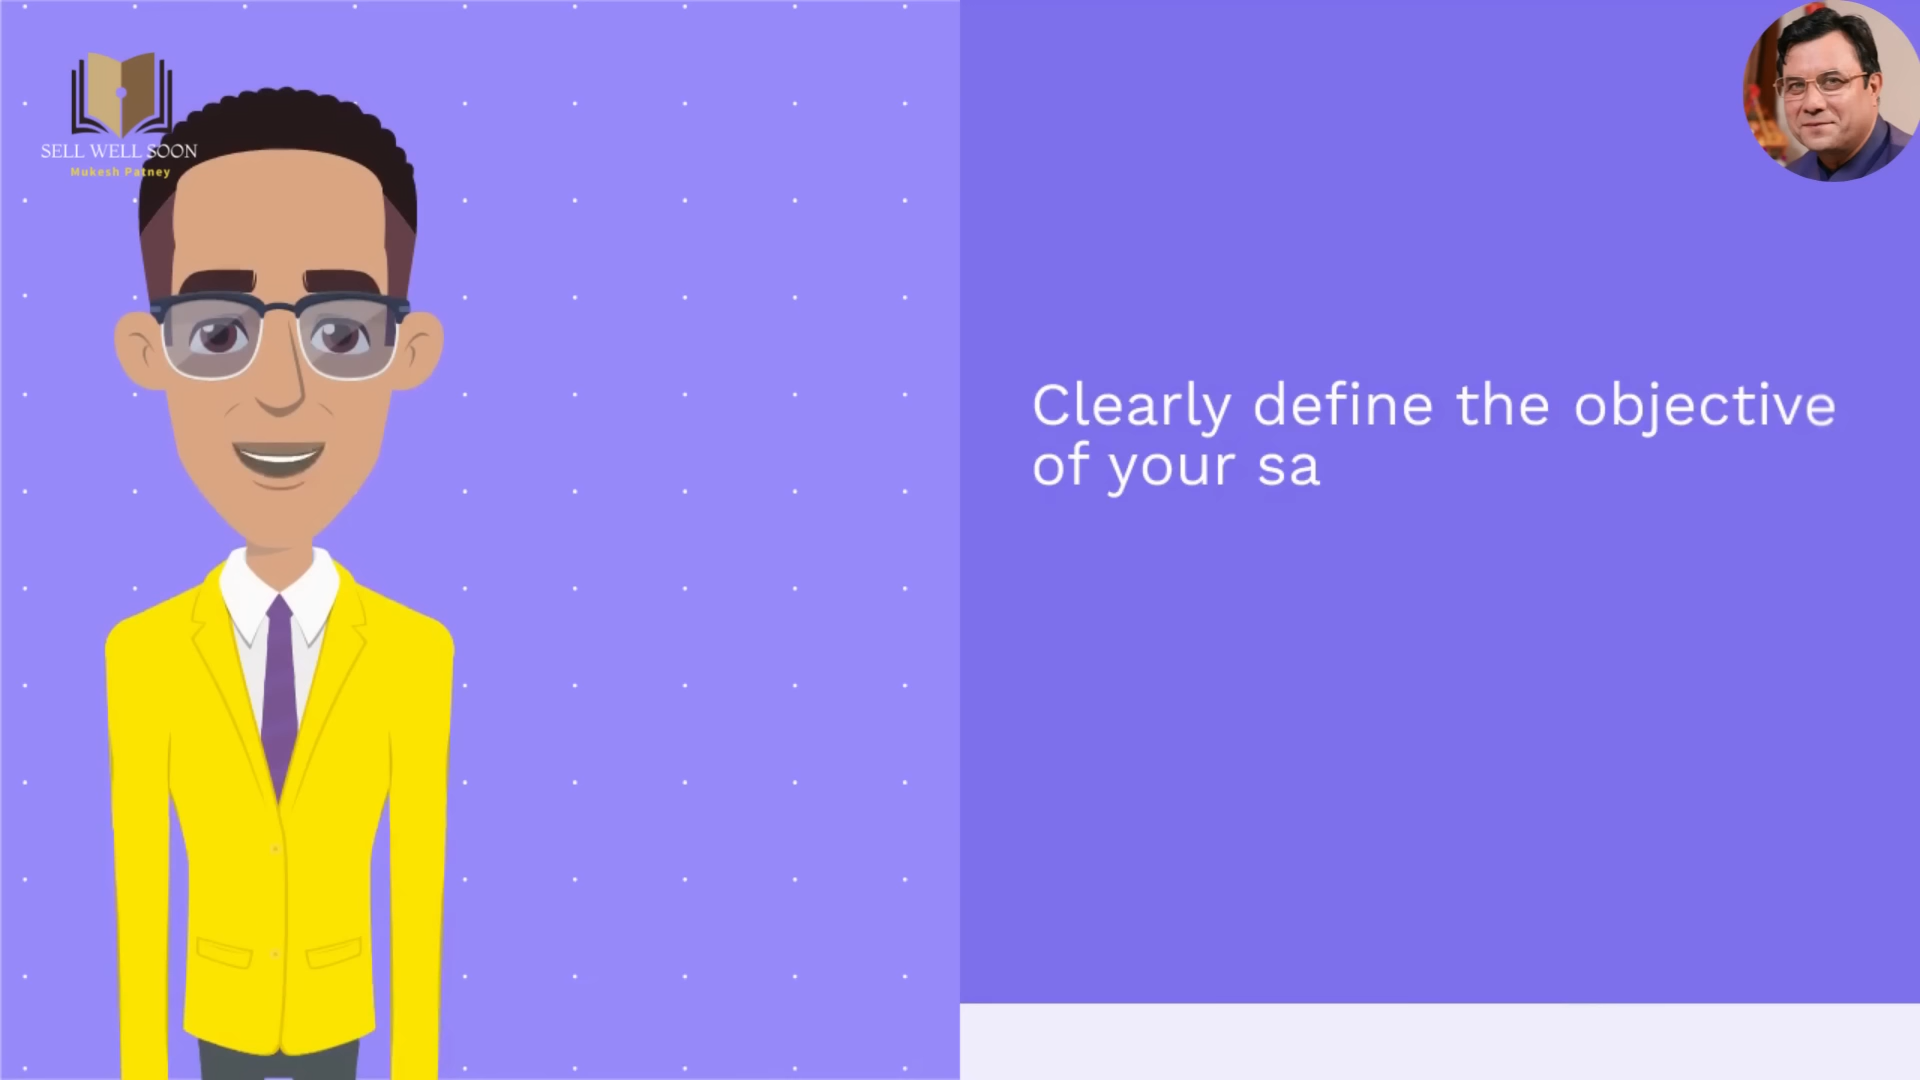 SELL WELL SOON
Mukesh Patney
Clearly define the objective
of your sa